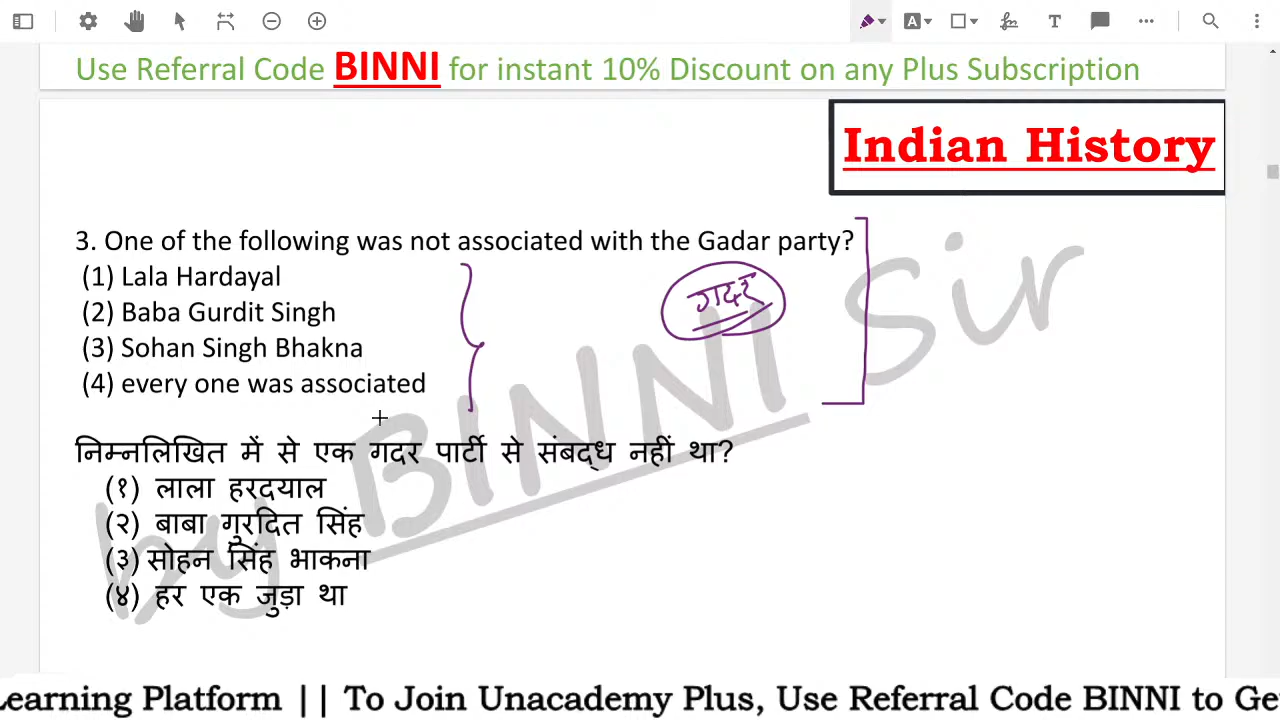 Use Referral Code BINNI for instant 10% Discount on any Plus Subscription
Indian History
3. One of the following was not associated with the Gadar party?
(1) Lala Hardayal
(2) Baba Gurdit Singh
(3) Sohan Singh Bhakna
(4) every one was associated
गदर
निम्नलिखित में से एक गदर पार्टी से संबद्ध नहीं था?
(१) लाला हरदयाल
(२) बाबा गुरदित सिंह
(३) सोहन सिंह भाकना
(४) हर एक जुड़ा था
by BINNI Sir
Learning Platform || To Join Unacademy Plus, Use Referral Code BINNI to Ge